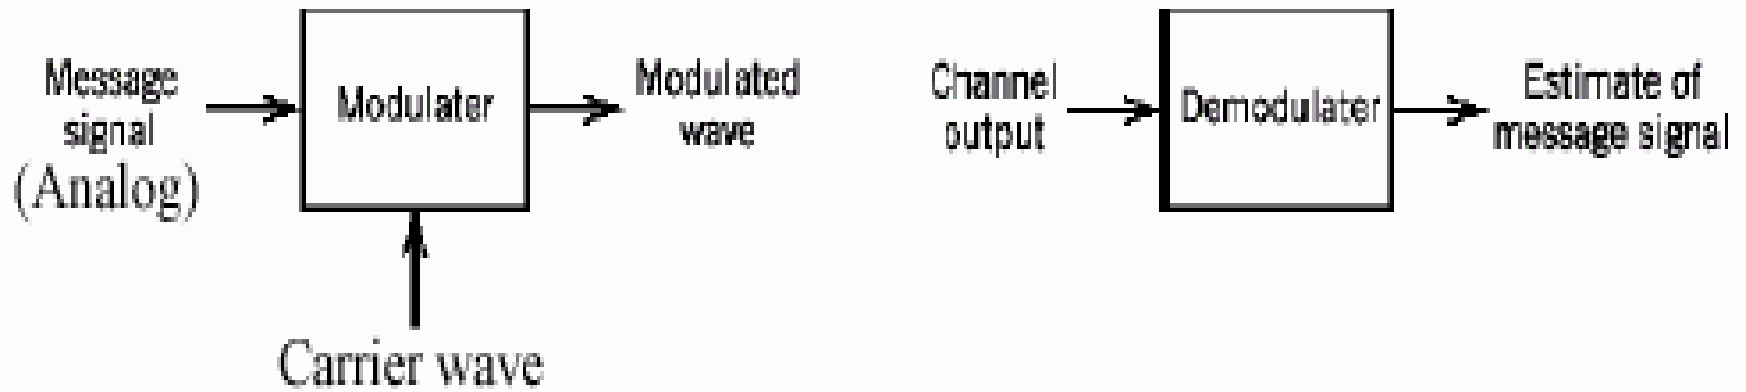 Message
signal
(Analog)
Modulater
Modulated
wave
Carrier wave
Channel
output
Demodulater
Estimate of
message signal